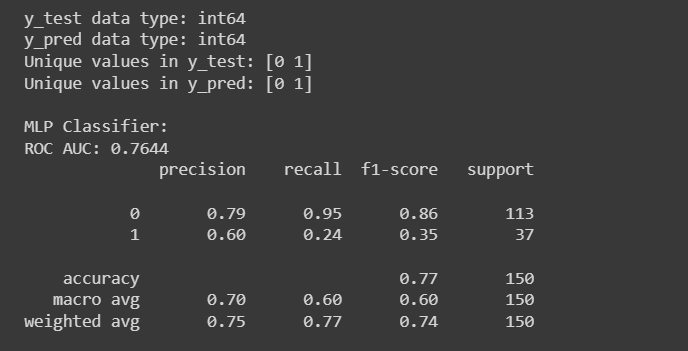 y_test data type: int64
y_pred data type: int64
Unique values in y_test: [0 1]
Unique values in y_pred: [0 1]
MLP Classifier:
ROC AUC: 0.7644
precision recall f1-score support
0 0.79 0.95 0.86 113
1 0.60 0.24 0.35 37
accuracy 0.77 150
macro avg 0.70 0.60 0.60 150
weighted avg 0.75 0.77 0.74 150